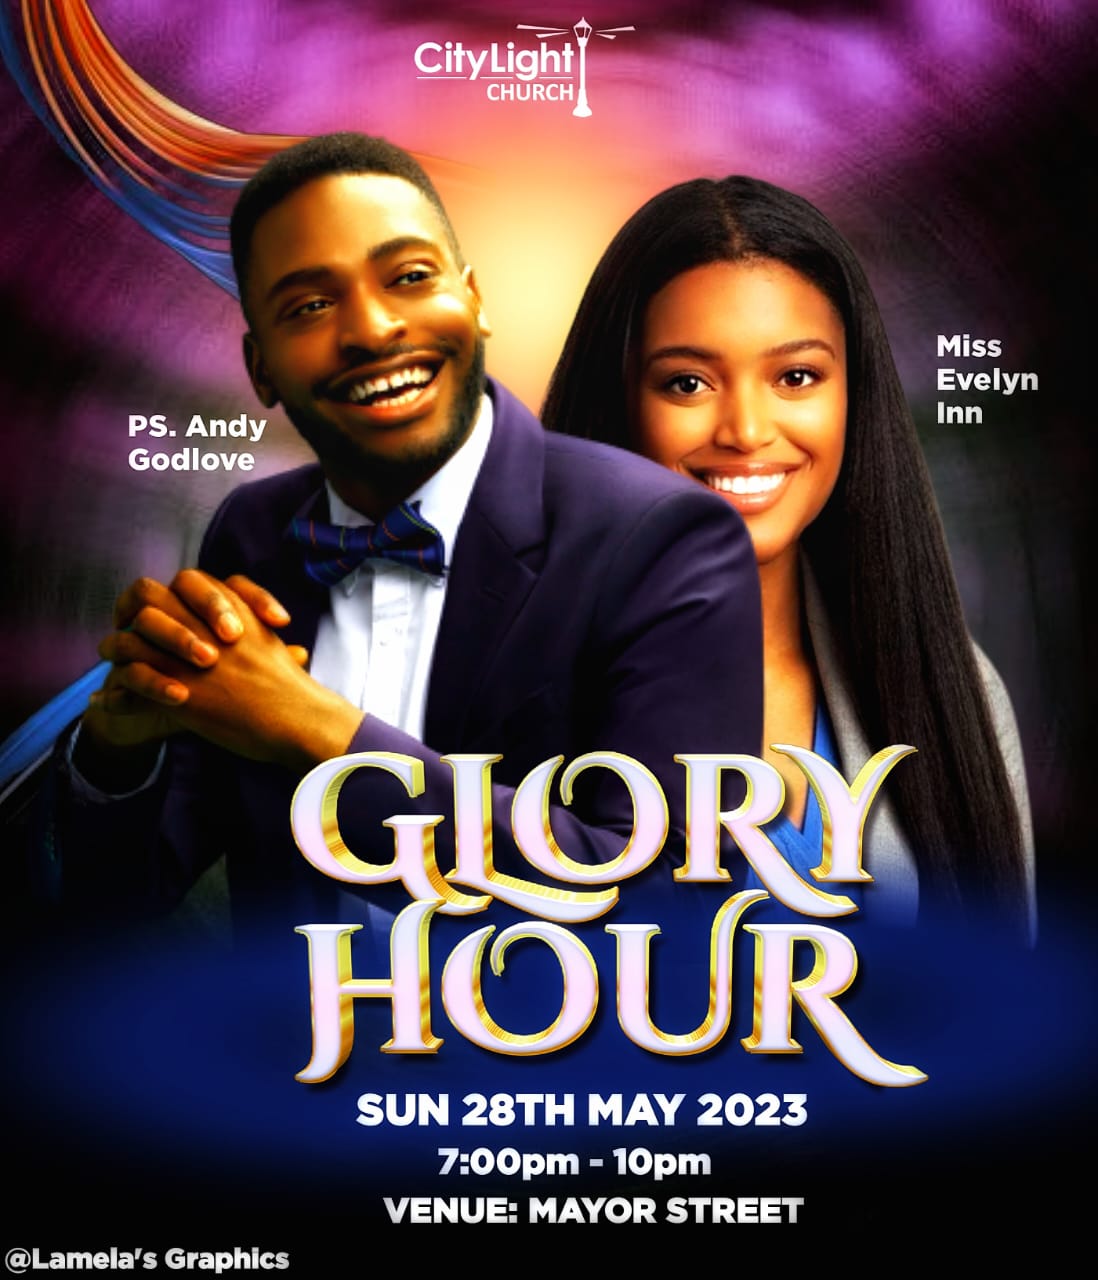 CityLight
CHURCH
Miss
Evelyn
Inn
PS. Andy
Godlove
GLORY
HOUR
SUN 28TH MAY 2023
7:00pm - 10pm
VENUE: MAYOR STREET
@Lamela's Graphics